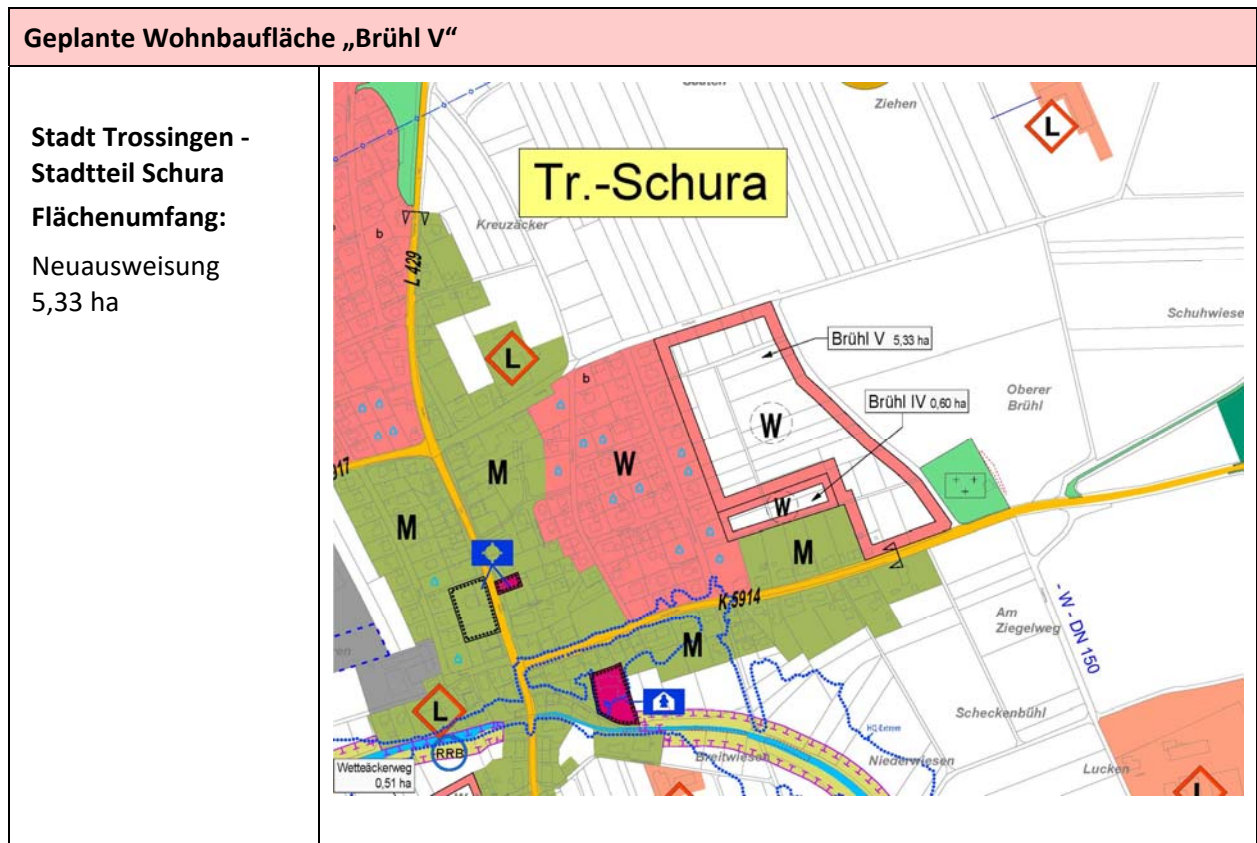 Geplante Wohnbaufläche „Brühl V“
Stadt Trossingen -
Stadtteil Schura
Flächenumfang:
Neuausweisung
5,33 ha
Ziehen
L
Tr.-Schura
Kreuzäcker
b
L 429
Schuhwiese
Brühl V 5,33 ha
L
b
Oberer
Brühl
Brühl IV 0,60 ha
W
W
M
W
M
M
K 5914
Am
Ziegelweg
M
- W - DN 150
L
Scheckenbühl
HQ-Extrem
RRB
Breitwiesen
Niederwiesen
Lucken
Wetteäckerweg
0,51 ha
L